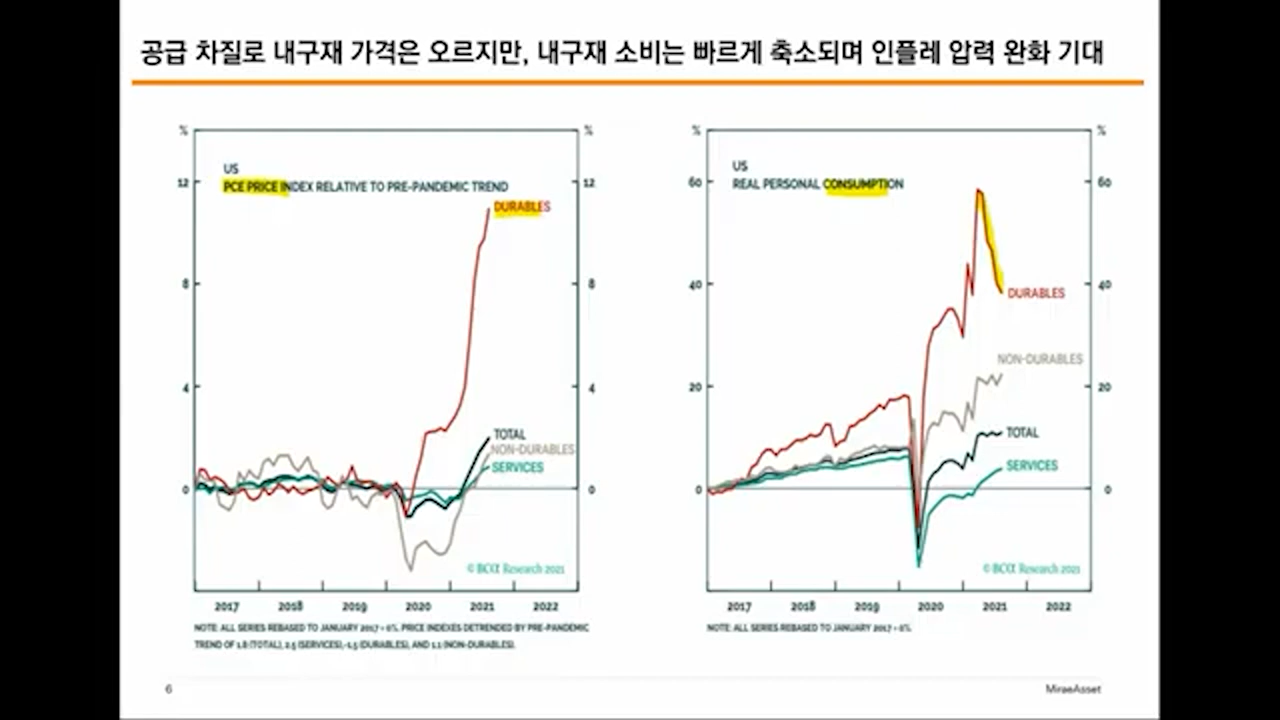 공급 차질로 내구재 가격은 오르지만, 내구재 소비는 빠르게 축소되며 인플레 압력 완화 기대
% %
US
PCE PRICE INDEX RELATIVE TO PRE-PANDEMIC TREND
12 12
DURABLES
8 8
4 4
TOTAL
NON-DURABLES
SERVICES
0 0
© BCA Research 2021
2017 2018 2019 2020 2021 2022
NOTE: ALL SERIES REBASED TO JANUARY 2017 = 0%. PRICE INDEXES DETRENDED BY PRE-PANDEMIC
TREND OF 1.8 (TOTAL), 2.5 (SERVICES), -1.5 (DURABLES), AND 1.1 (NON-DURABLES).
% %
US
REAL PERSONAL CONSUMPTION
60 60
40 40
DURABLES
NON-DURABLES
20 20
TOTAL
SERVICES
0 0
© BCA Research 2021
2017 2018 2019 2020 2021 2022
NOTE: ALL SERIES REBASED TO JANUARY 2017 = 0%.
6
MiraeAsset